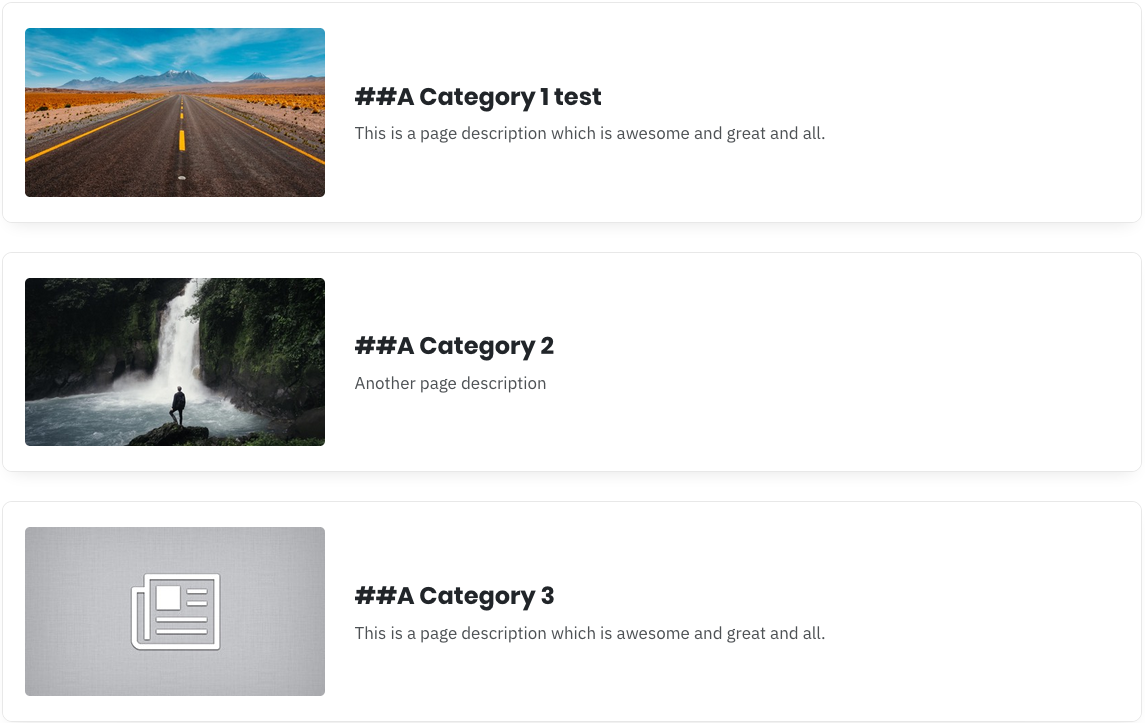 ##A Category 1 test
This is a page description which is awesome and great and all.
##A Category 2
Another page description
##A Category 3
This is a page description which is awesome and great and all.